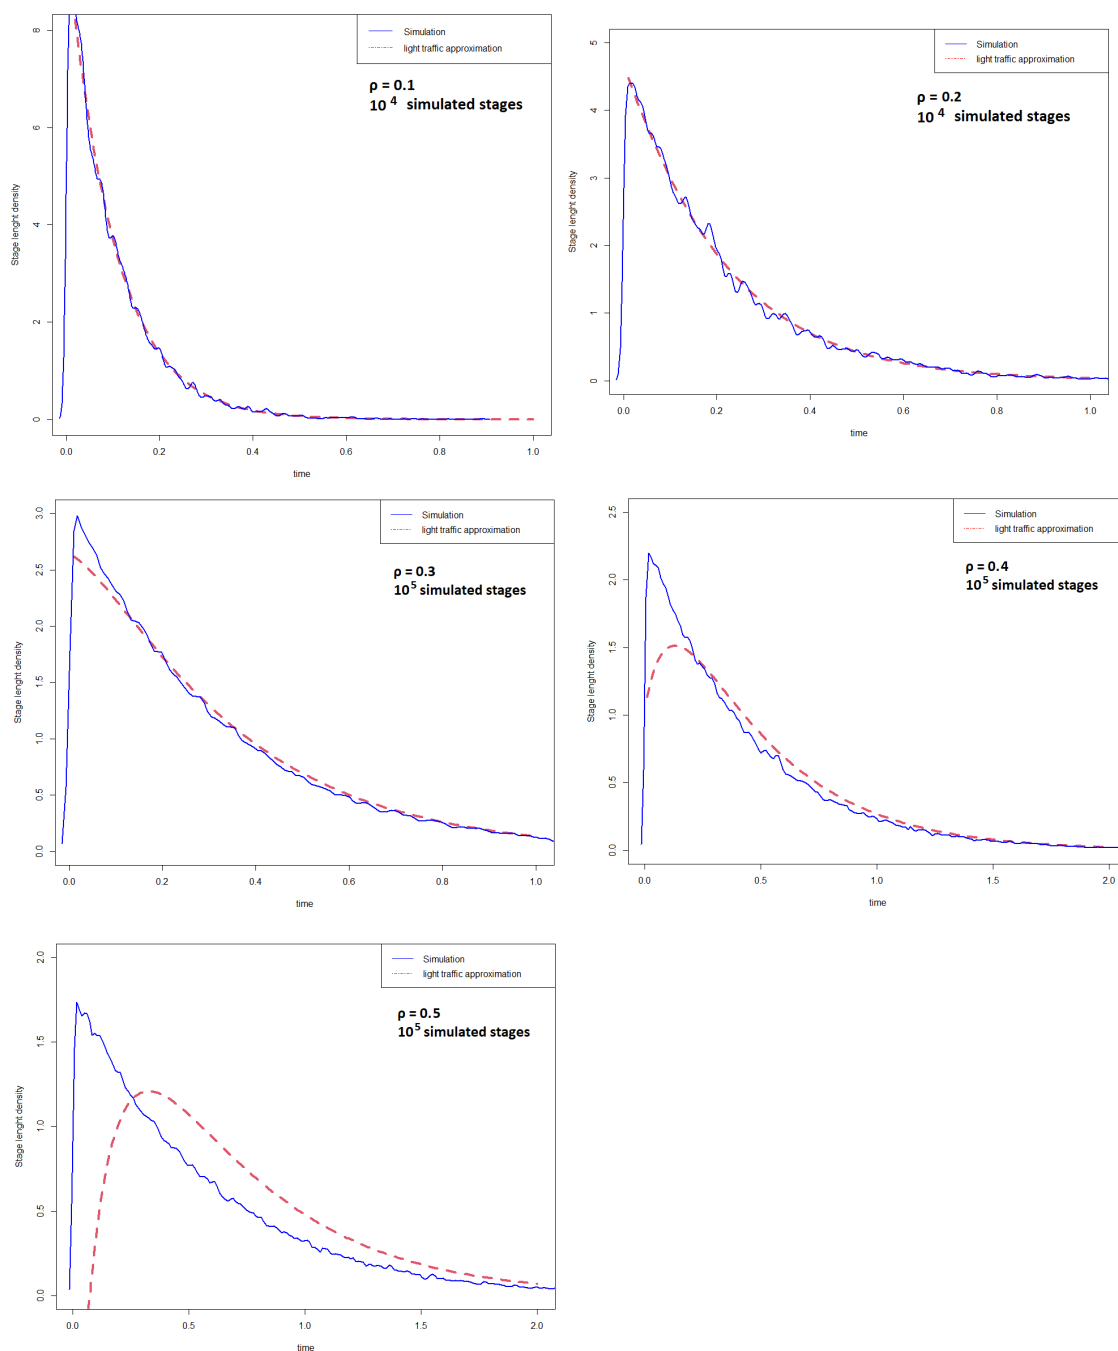 Simulation
light traffic approximation
ρ = 0.1
10 4 simulated stages
Stage lenght density
8
6
4
2
0
0.0 0.2 0.4 0.6 0.8 1.0
time
Simulation
light traffic approximation
ρ = 0.2
10 4 simulated stages
Stage lenght density
5
4
3
2
1
0
0.0 0.2 0.4 0.6 0.8 1.0
time
Simulation
light traffic approximation
ρ = 0.3
10 5 simulated stages
Stage lenght density
3.0
2.5
2.0
1.5
1.0
0.5
0.0
0.0 0.2 0.4 0.6 0.8 1.0
time
Simulation
light traffic approximation
ρ = 0.4
10 5 simulated stages
Stage lenght density
2.5
2.0
1.5
1.0
0.5
0.0
0.0 0.5 1.0 1.5 2.0
time
Simulation
light traffic approximation
ρ = 0.5
10 5 simulated stages
Stage lenght density
2.0
1.5
1.0
0.5
0.0
0.0 0.5 1.0 1.5 2.0
time